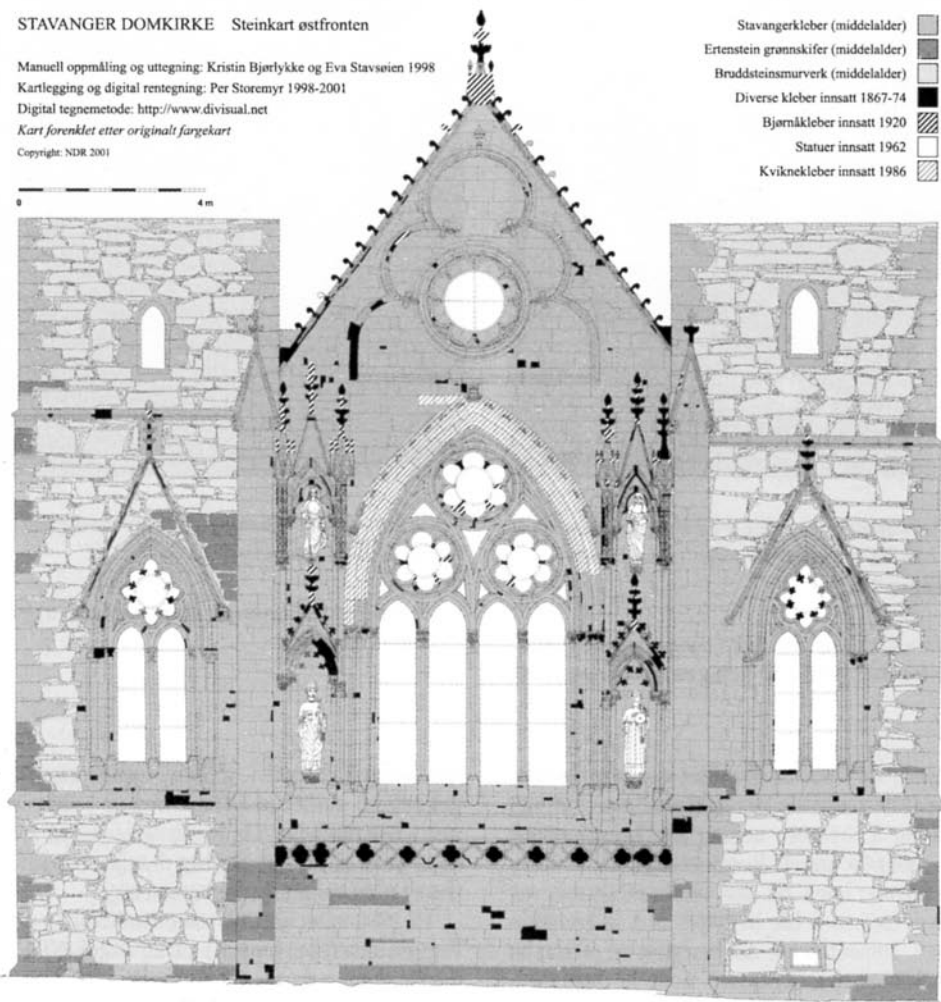 STAVANGER DOMKIRKE Steinkart østfronten
Manuell oppmåling og uttegning: Kristin Bjørlykke og Eva Stavsøien 1998
Kartlegging og digital rentegning: Per Storemyr 1998-2001
Digital tegnemetode: http://www.divisual.net
Kart forenklet etter originalt fargekart
Copyright: NDR 2001
0 4 m
Stavangerkleber (middelalder)
Ertenstein grønnskifer (middelalder)
Bruddsteinsmurverk (middelalder)
Diverse kleber innsatt 1867-74
Bjørnåkleber innsatt 1920
Statuer innsatt 1962
Kviknekleber innsatt 1986